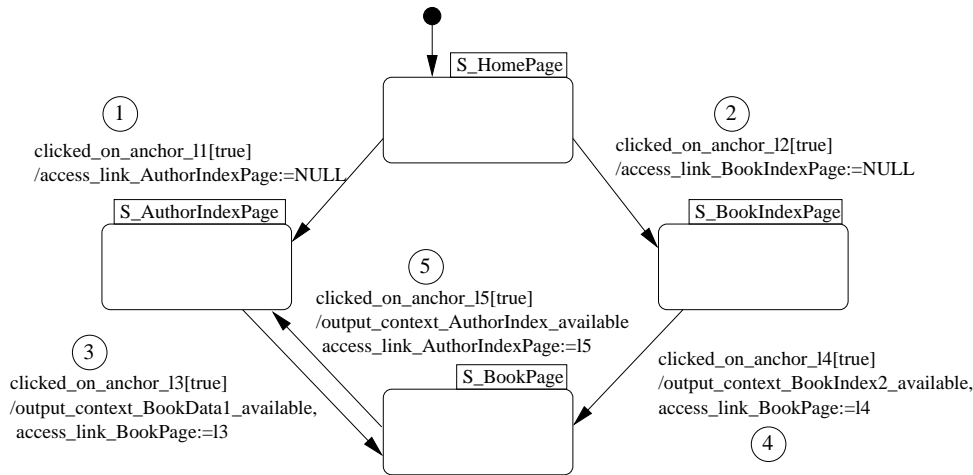 S_HomePage
1
clicked_on_anchor_l1[true]
/access_link_AuthorIndexPage:=NULL
2
clicked_on_anchor_l2[true]
/access_link_BookIndexPage:=NULL
S_AuthorIndexPage
S_BookIndexPage
5
clicked_on_anchor_l5[true]
/output_context_AuthorIndex_available
access_link_AuthorIndexPage:=l5
3
clicked_on_anchor_l3[true]
/output_context_BookData1_available,
access_link_BookPage:=l3
S_BookPage
clicked_on_anchor_l4[true]
/output_context_BookIndex2_available,
access_link_BookPage:=l4
4